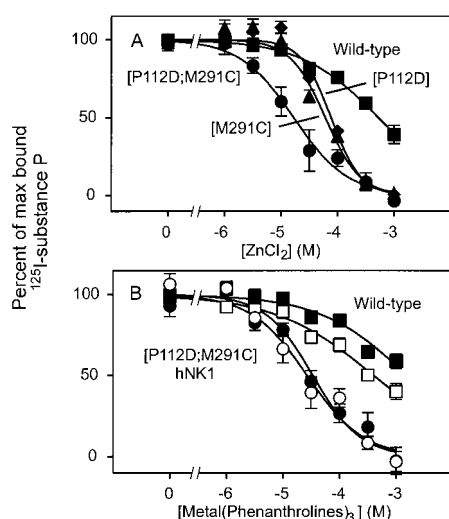 Percent of max bound
¹²⁵I-substance P
A
100
50
0
Wild-type
[P112D;M291C]
[P112D]
[M291C]
0 -6 -5 -4 -3
[ZnCl₂] (M)
B
100
50
0
Wild-type
[P112D;M291C]
hNK1
0 -6 -5 -4 -3
[Metal(Phenanthrolines)₃] (M)